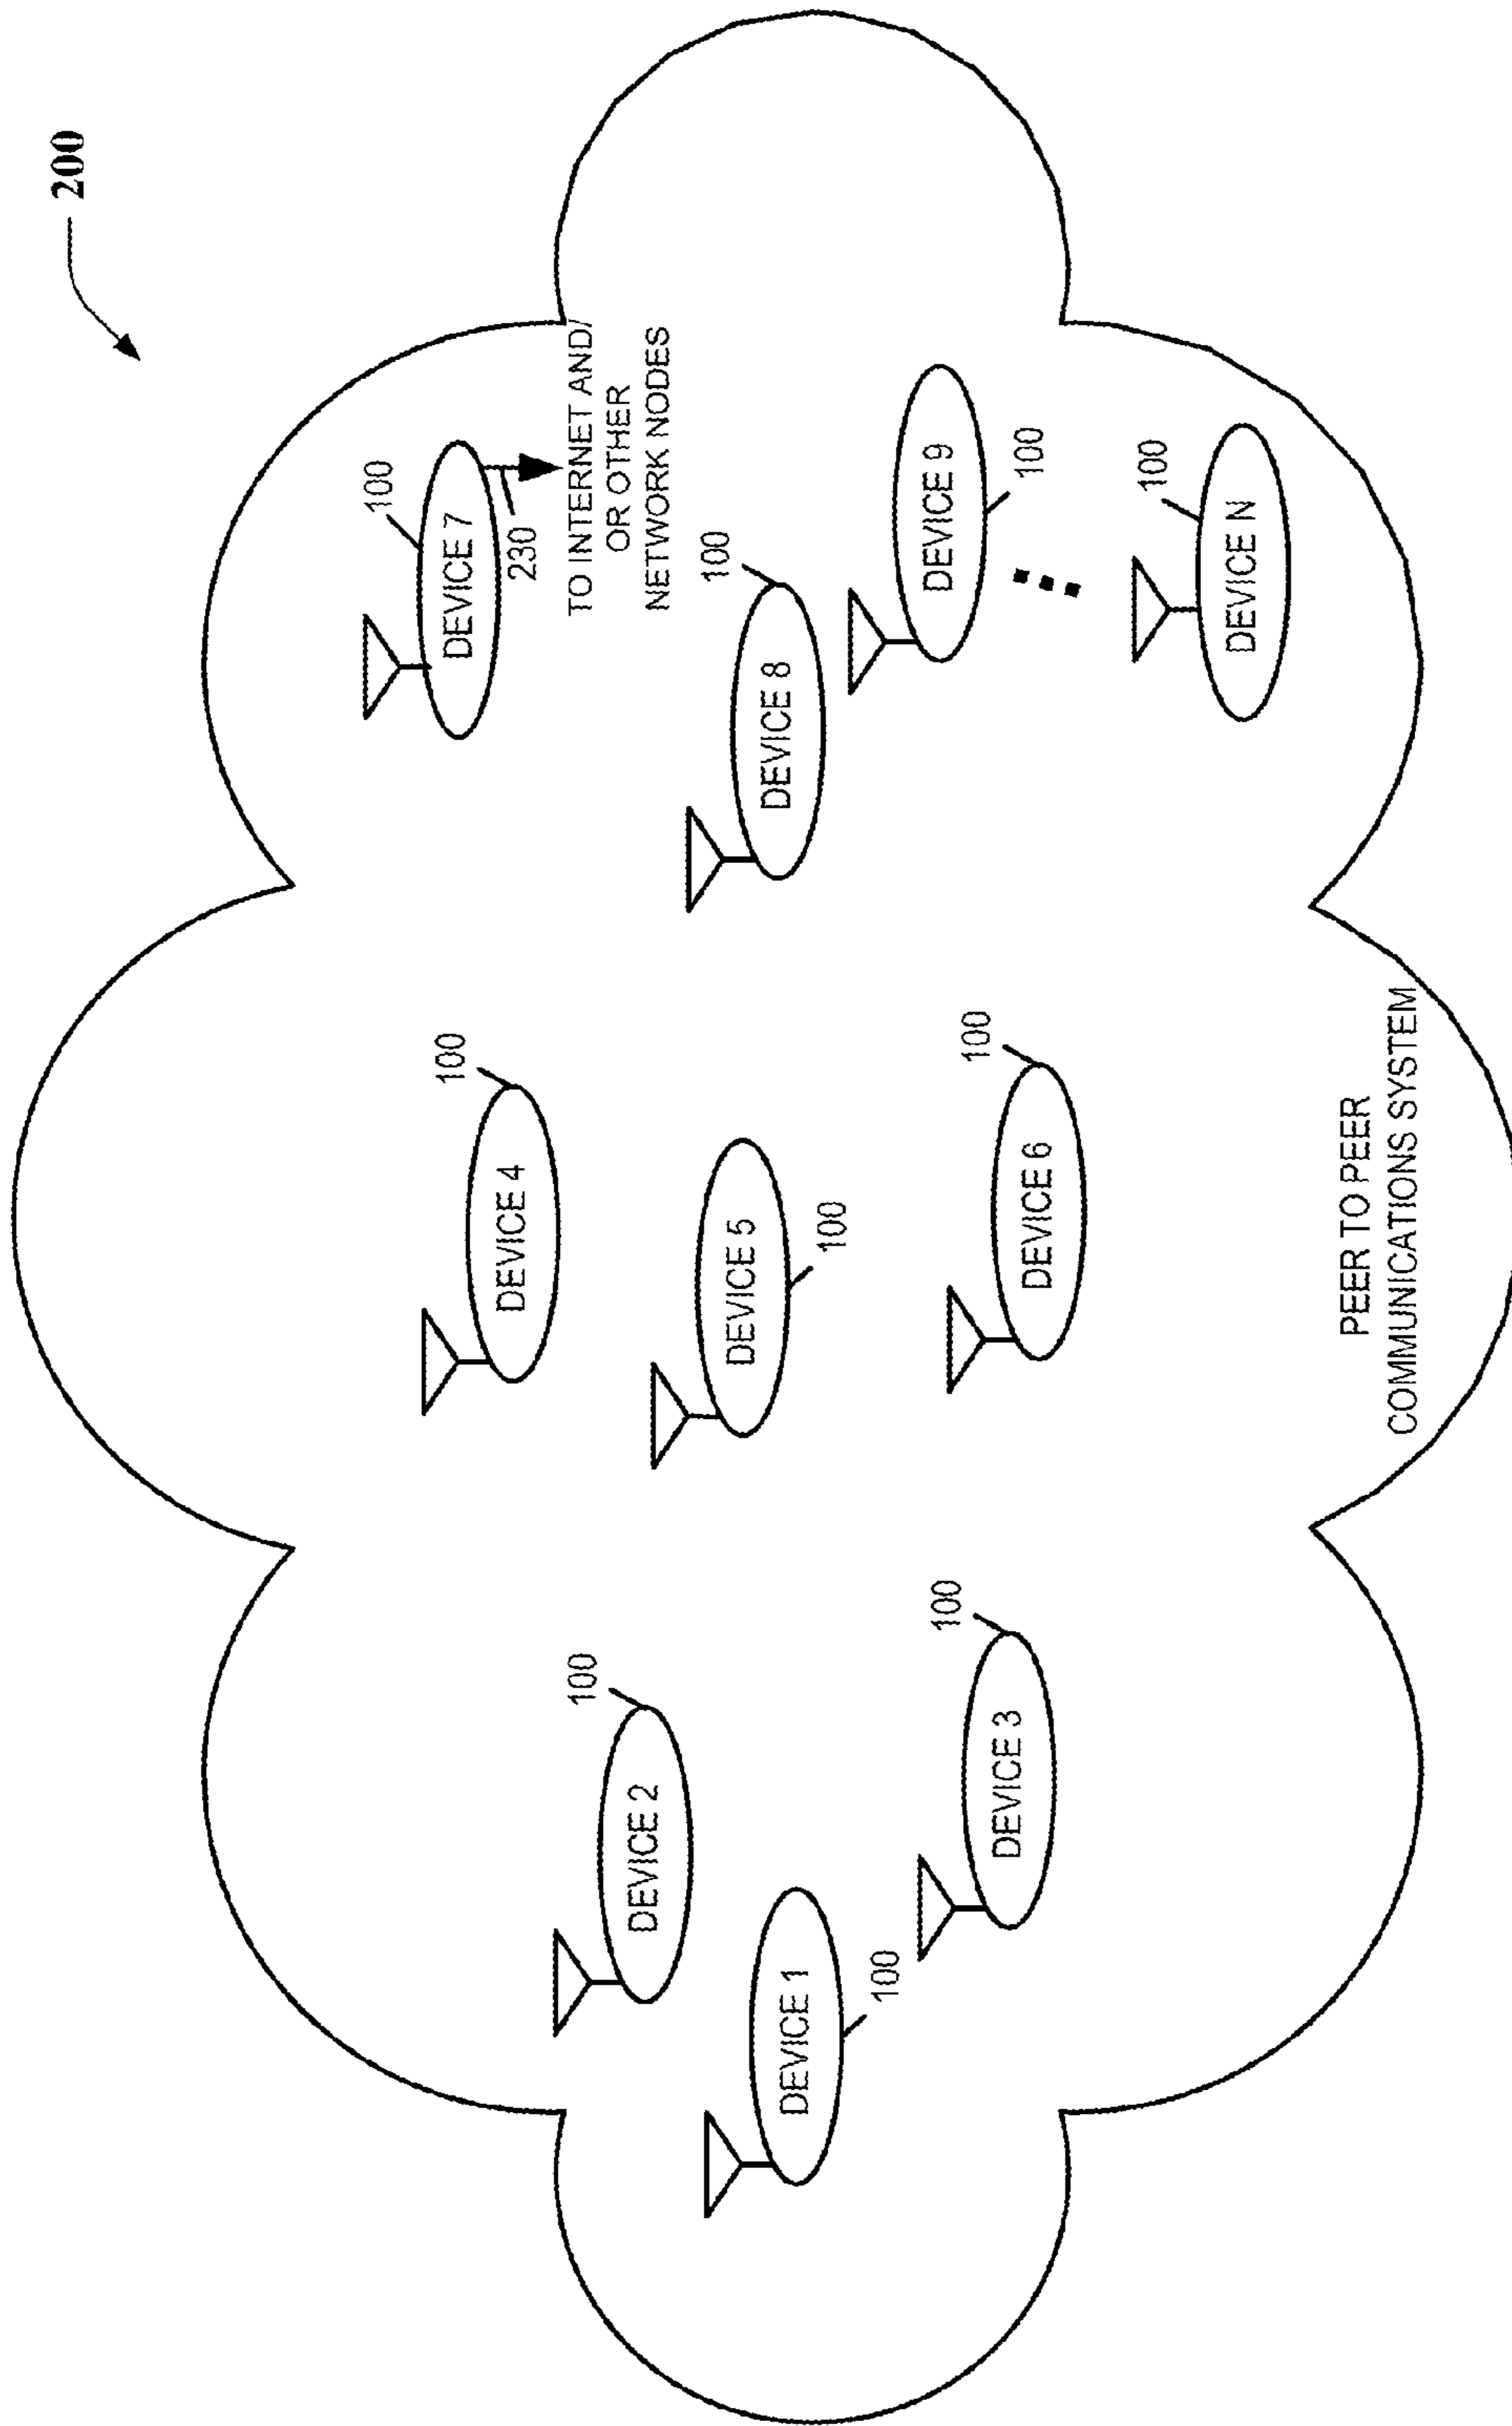 200
100
DEVICE 7
230
TO INTERNET AND/
OR OTHER
NETWORK NODES
100
DEVICE 4
100
DEVICE 2
100
DEVICE 8
DEVICE 5
100
DEVICE 1
100
DEVICE 9
100
100
DEVICE 6
100
DEVICE 3
100
DEVICE N
PEER TO PEER
COMMUNICATIONS SYSTEM